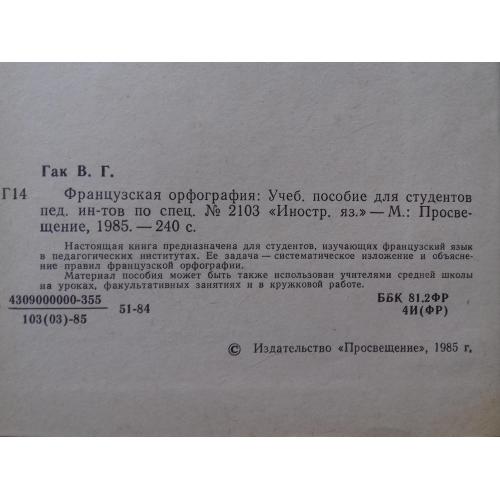 Гак В. Г.
Г14 Французская орфография: Учеб. пособие для студентов
пед. ин-тов по спец. № 2103 «Иностр. яз.» — М.: Просве-
щение, 1985. — 240 с.
Настоящая книга предназначена для студентов, изучающих французский язык
в педагогических институтах. Ее задача — систематическое изложение и объясне-
ние правил французской орфографии.
Материал пособия может быть также использован учителями средней школы
на уроках, факультативных занятиях и в кружковой работе.
4309000000-355
103(03)-85
51-84
ББК 81.2ФР
4И(ФР)
© Издательство «Просвещение», 1985 г.